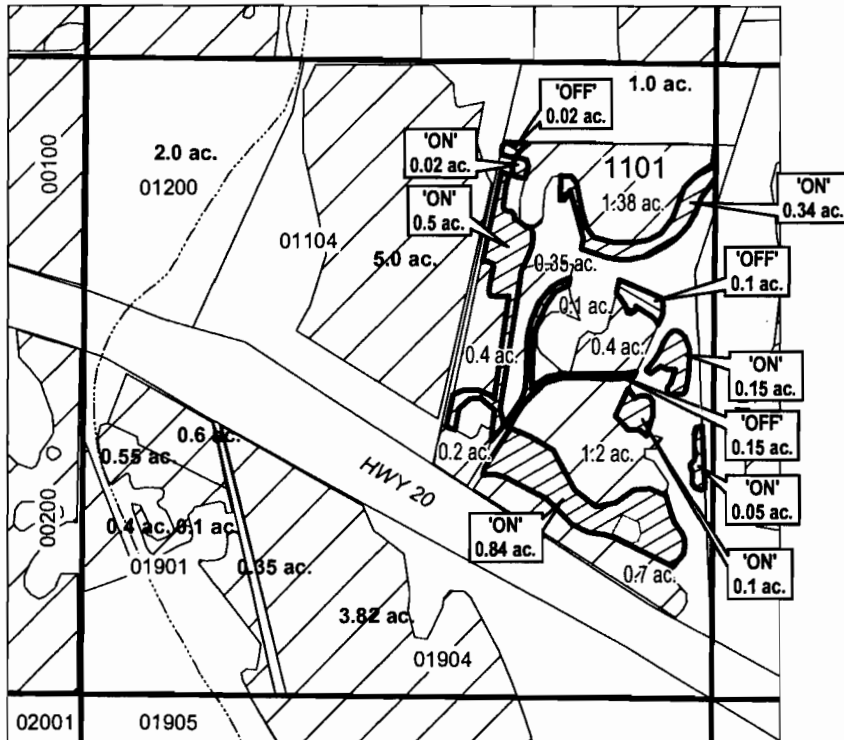 1.0 ac.
'OFF'
0.02 ac.
'ON'
0.02 ac.
2.0 ac.
01200
00100
1101
1.38 ac.
'ON'
0.34 ac.
'ON'
0.5 ac.
01104
5.0 ac.
0.35 ac.
'OFF'
0.1 ac.
0.1 ac.
0.4 ac.
0.4 ac.
'ON'
0.15 ac.
'OFF'
0.15 ac.
0.6 ac.
0.55 ac.
HWY 20
0.2 ac.
1.2 ac.
'ON'
0.05 ac.
00200
0.4 ac.
0.1 ac.
'ON'
0.84 ac.
01901
0.35 ac.
0.7 ac.
'ON'
0.1 ac.
3.82 ac.
01904
02001
01905